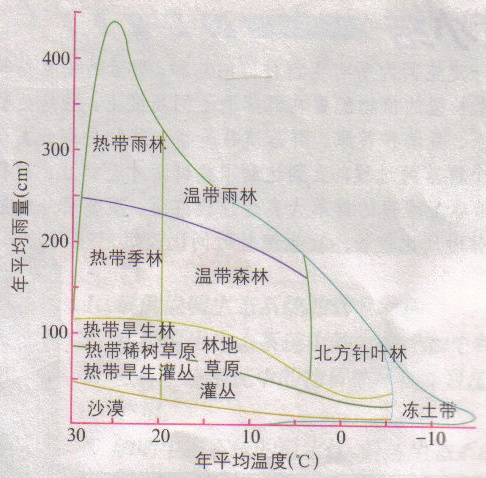 400
热带雨林
300
温带雨林
年平均雨量(cm)
200
热带季林
温带森林
100
热带旱生林
林地
热带稀树草原
北方针叶林
草原
热带旱生灌丛
灌丛
沙漠
冻土带
30
20
10
0
－10
年平均温度(℃)